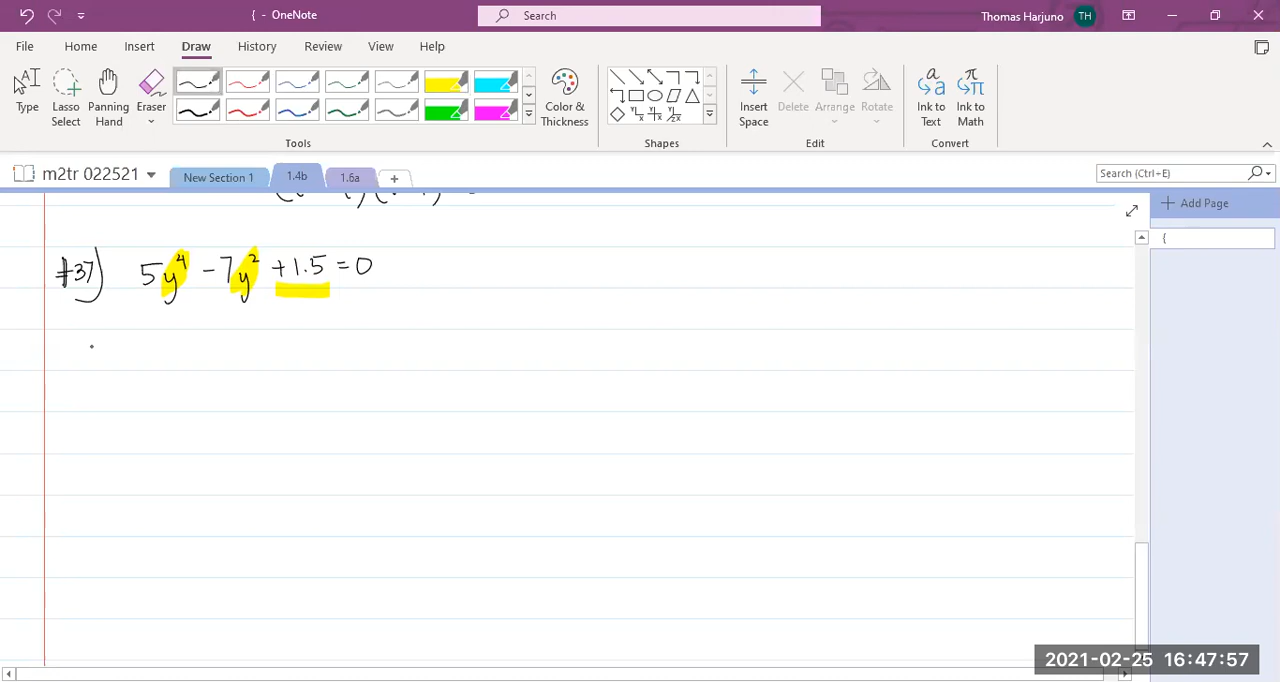 { - OneNote
Search
Thomas Harjuno TH
File Home Insert Draw History Review View Help
Type Lasso Select Panning Hand Eraser Color & Thickness Insert Space Delete Arrange Rotate Ink to Text Ink to Math
Tools Shapes Edit Convert
m2tr 022521 New Section 1 1.4b 1.6a + Search (Ctrl+E)
Add Page
{
#37) 5y⁴ - 7y² + 1.5 = 0
2021-02-25 16:47:57